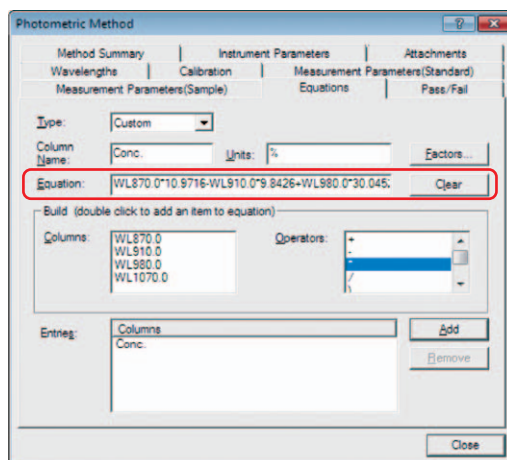 Photometric Method
Method Summary Instrument Parameters Attachments
Wavelengths Calibration Measurement Parameters(Standard)
Measurement Parameters(Sample) Equations Pass/Fail
Type: Custom
Column Name: Conc. Units: % Factors...
Equation: WL870.0*10.9716-WL910.0*9.8426+WL980.0*30.045 Clear
Build (double click to add an item to equation)
Columns: Operators:
WL870.0 +
WL910.0 -
WL980.0 *
WL1070.0 /
\
Entries: Columns Add
Conc. Remove
Close